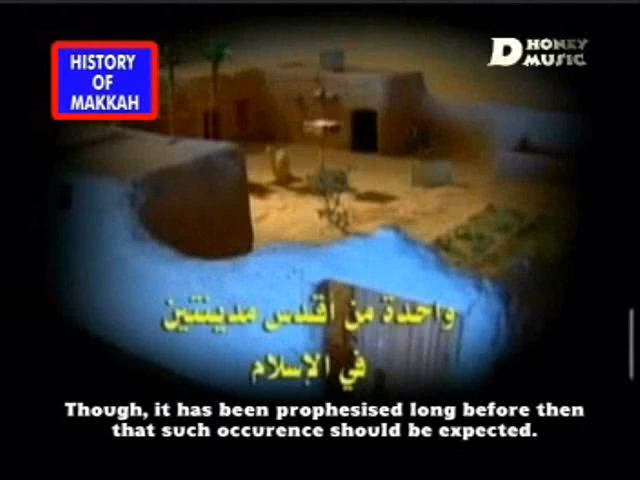 HISTORY
OF
MAKKAH
D HONEY
MUSIC
واحدة من أقدس مدينتين
في الإسلام
Though, it has been prophesised long before then
that such occurence should be expected.